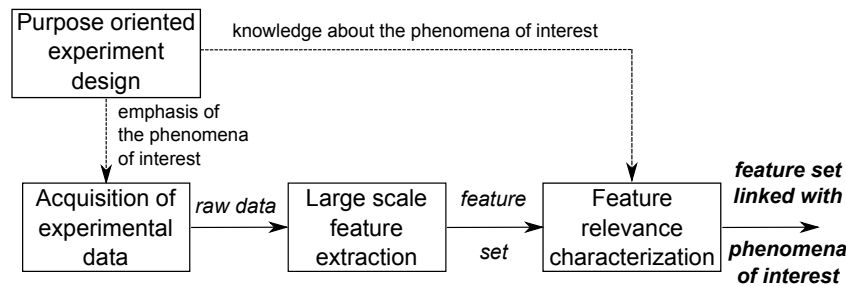 Purpose oriented
experiment
design
knowledge about the phenomena of interest
emphasis of
the phenomena
of interest
Acquisition of
experimental
data
raw data
Large scale
feature
extraction
feature
set
Feature
relevance
characterization
feature set
linked with
phenomena
of interest